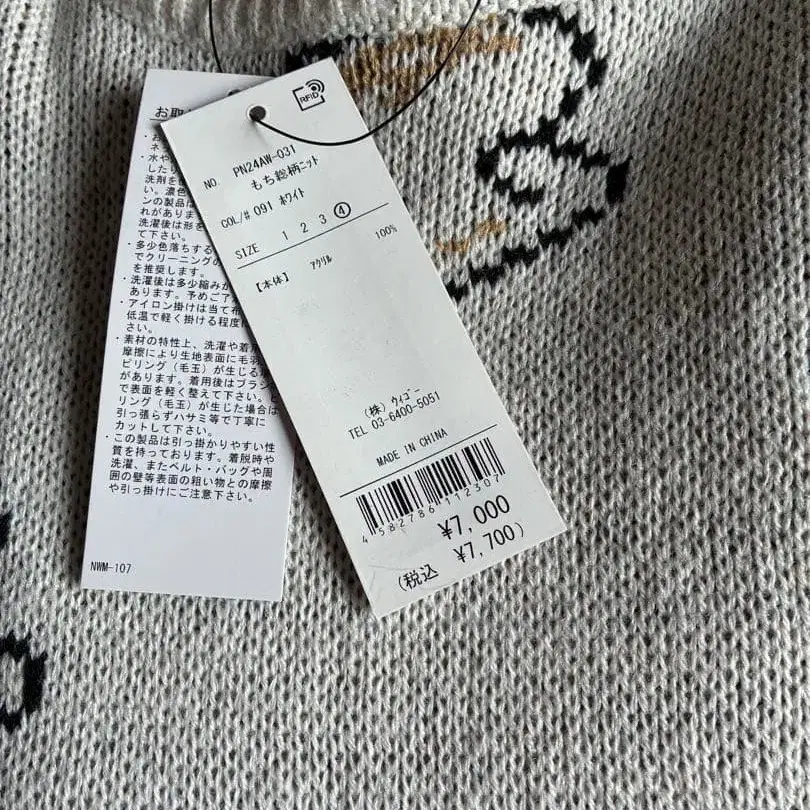 お取
したり
洗剤を
い。濃色
ンの製品は
れがあります
洗濯後は形を
て下さい。
・多少色落ちする
でクリーニングの
を推奨します。
・洗濯後は多少縮みが
あります。予めご了
・アイロン掛けは当て布
低温で軽く掛ける程度
さい。
・素材の特性上、洗濯や着用
摩擦により生地表面に毛羽
ピリング（毛玉）が生じる
があります。着用後はブラシ
で表面を軽く整えて下さい。ピ
リング（毛玉）が生じた場合は
引っ張らずハサミ等で丁寧に
カットして下さい。
・この製品は引っ掛かりやすい性
質を持っております。着脱時や
洗濯、またベルト・バッグや周
囲の壁等表面の粗い物との摩擦
や引っ掛けにご注意下さい。
NWM-107
RFID
NO. PN24AW-031
もち総柄ニット
COL/# 091 ホワイト
SIZE 1 2 3 ④
【本体】 アクリル 100%
(株) ウィゴー
TEL 03-6400-5051
MADE IN CHINA
4582786112307
¥7,000
(税込 ¥7,700)